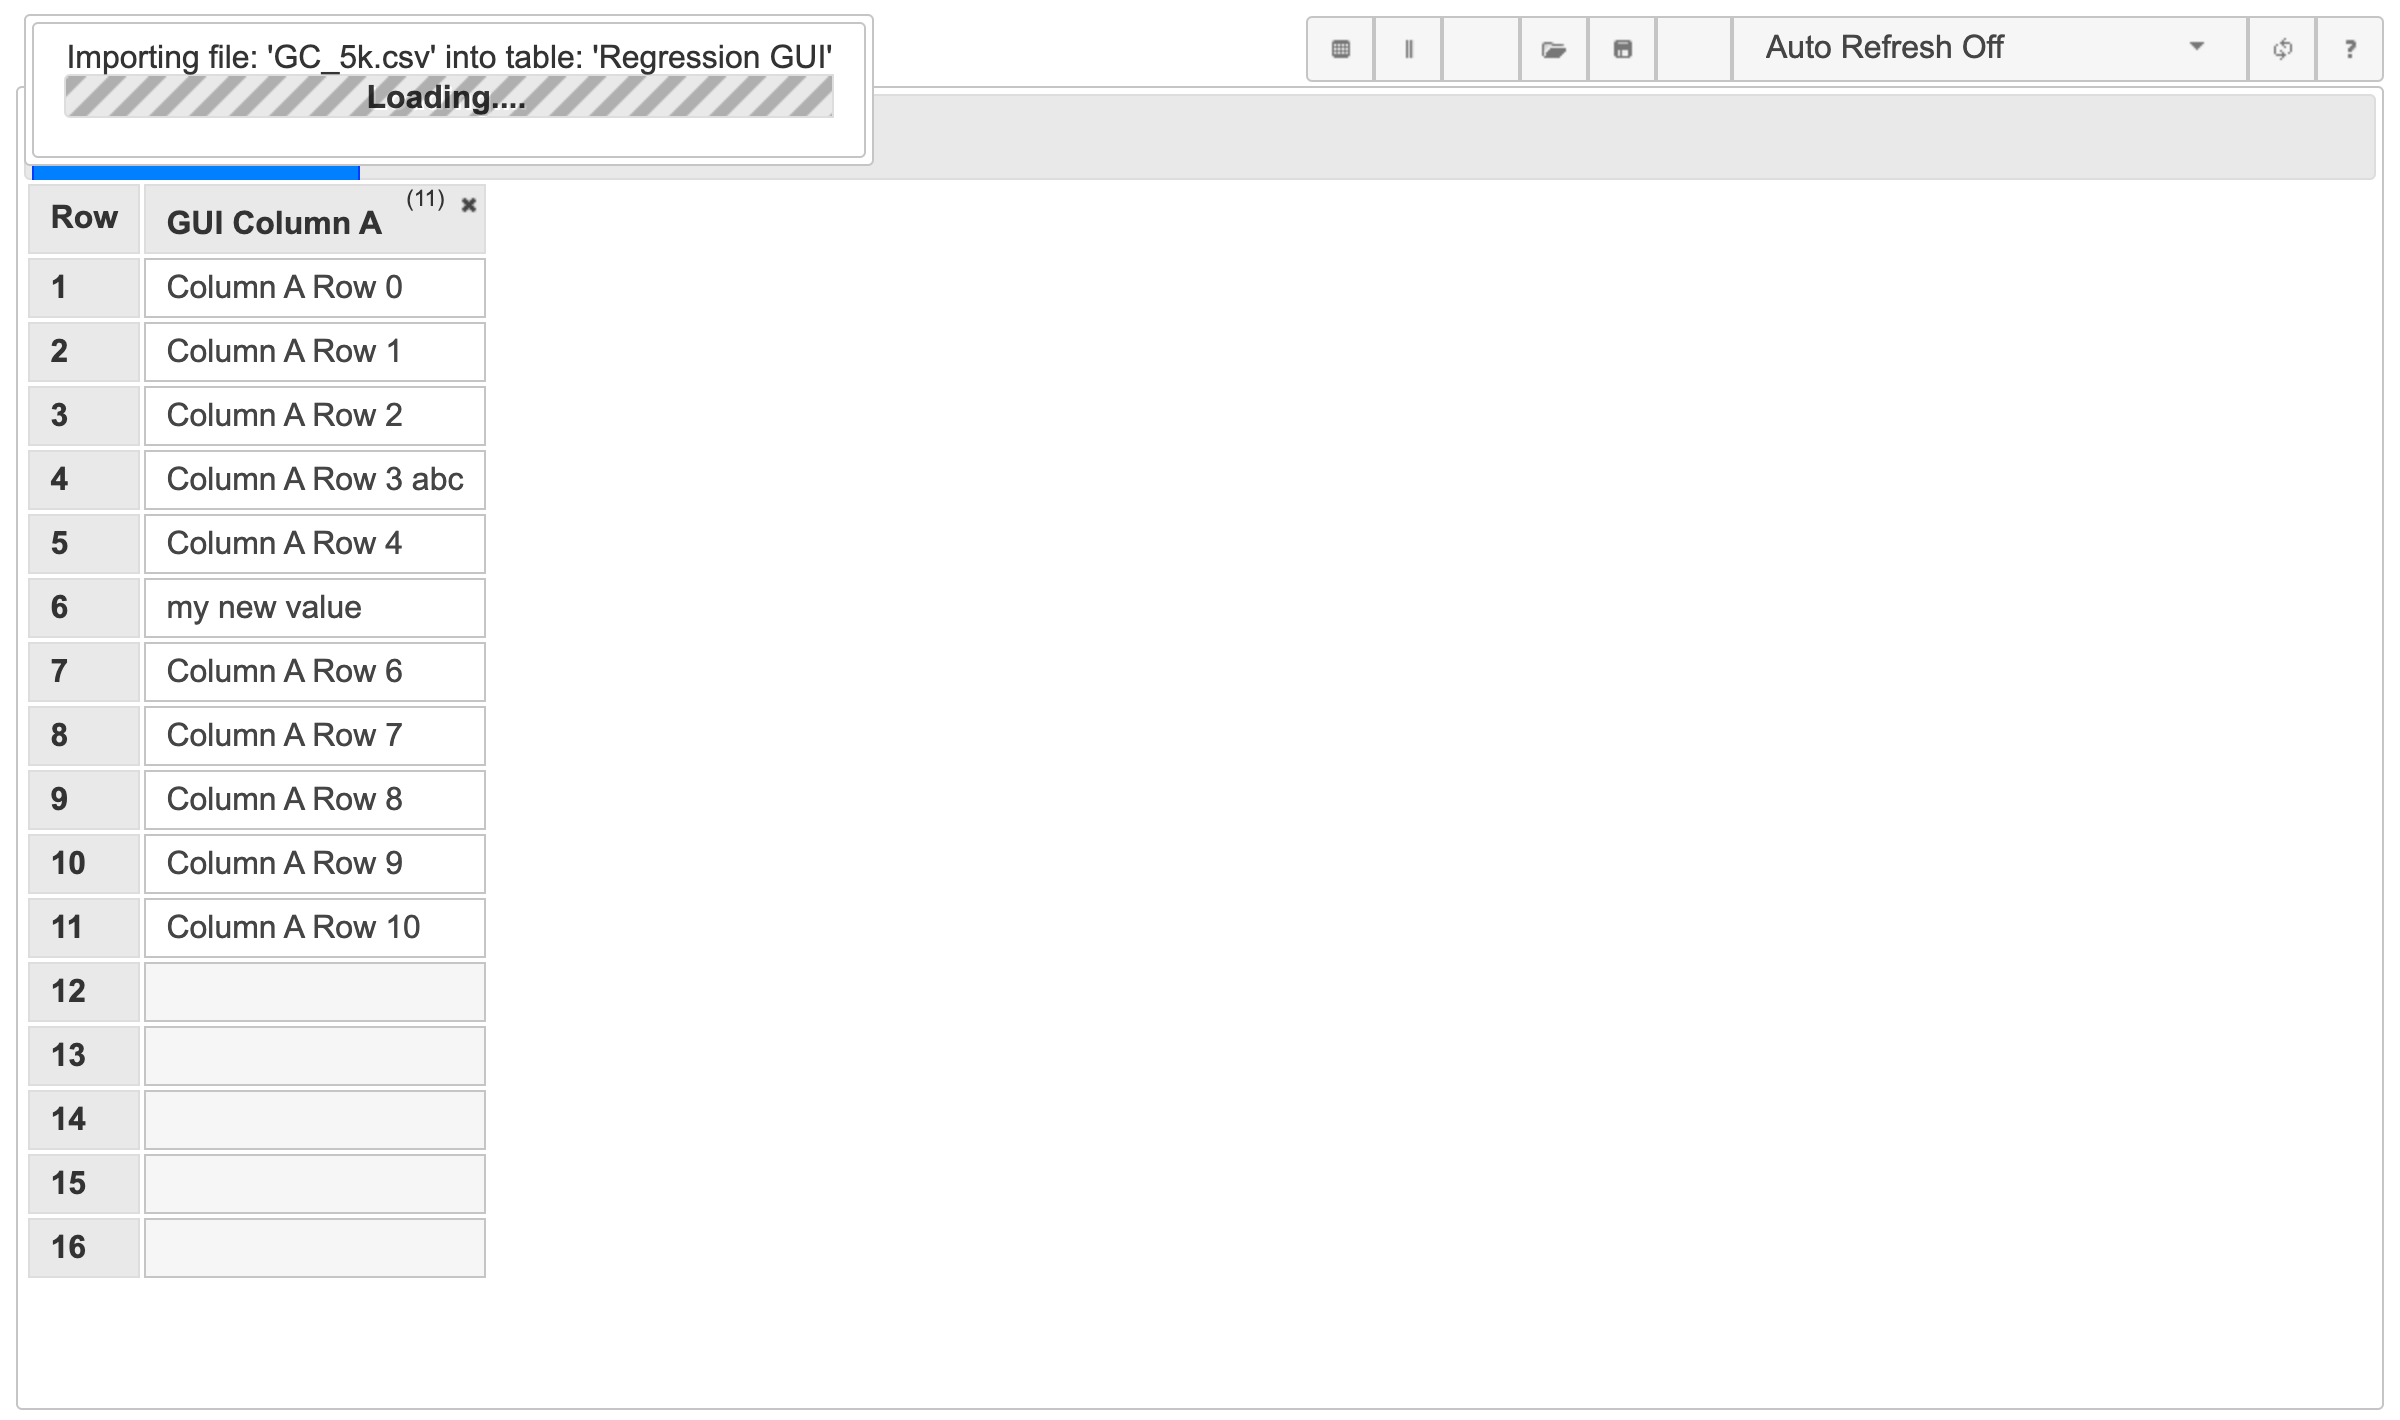 Importing file: 'GC_5k.csv' into table: 'Regression GUI'
Loading....
Auto Refresh Off
?
Row
GUI Column A
(11)
1
Column A Row 0
2
Column A Row 1
3
Column A Row 2
4
Column A Row 3 abc
5
Column A Row 4
6
my new value
7
Column A Row 6
8
Column A Row 7
9
Column A Row 8
10
Column A Row 9
11
Column A Row 10
12
13
14
15
16